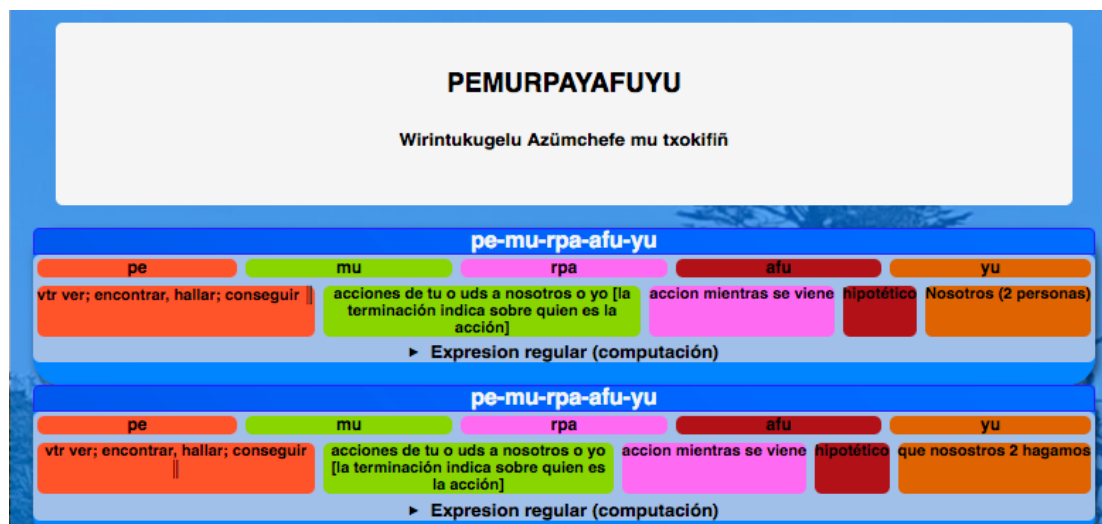 PEMURPAYAFUYU
Wirintukugelu Azümchefe mu txokifiñ
pe-mu-rpa-afu-yu
pe mu rpa afu yu
vtr ver; encontrar, hallar; conseguir ||
acciones de tu o uds a nosotros o yo [la
terminación indica sobre quien es la
acción]
accion mientras se viene
hipotético
Nosotros (2 personas)
► Expresion regular (computación)
pe-mu-rpa-afu-yu
pe mu rpa afu yu
vtr ver; encontrar, hallar; conseguir
||
acciones de tu o uds a nosotros o yo
[la terminación indica sobre quien es
la acción]
accion mientras se viene
hipotético
que nosostros 2 hagamos
► Expresion regular (computación)